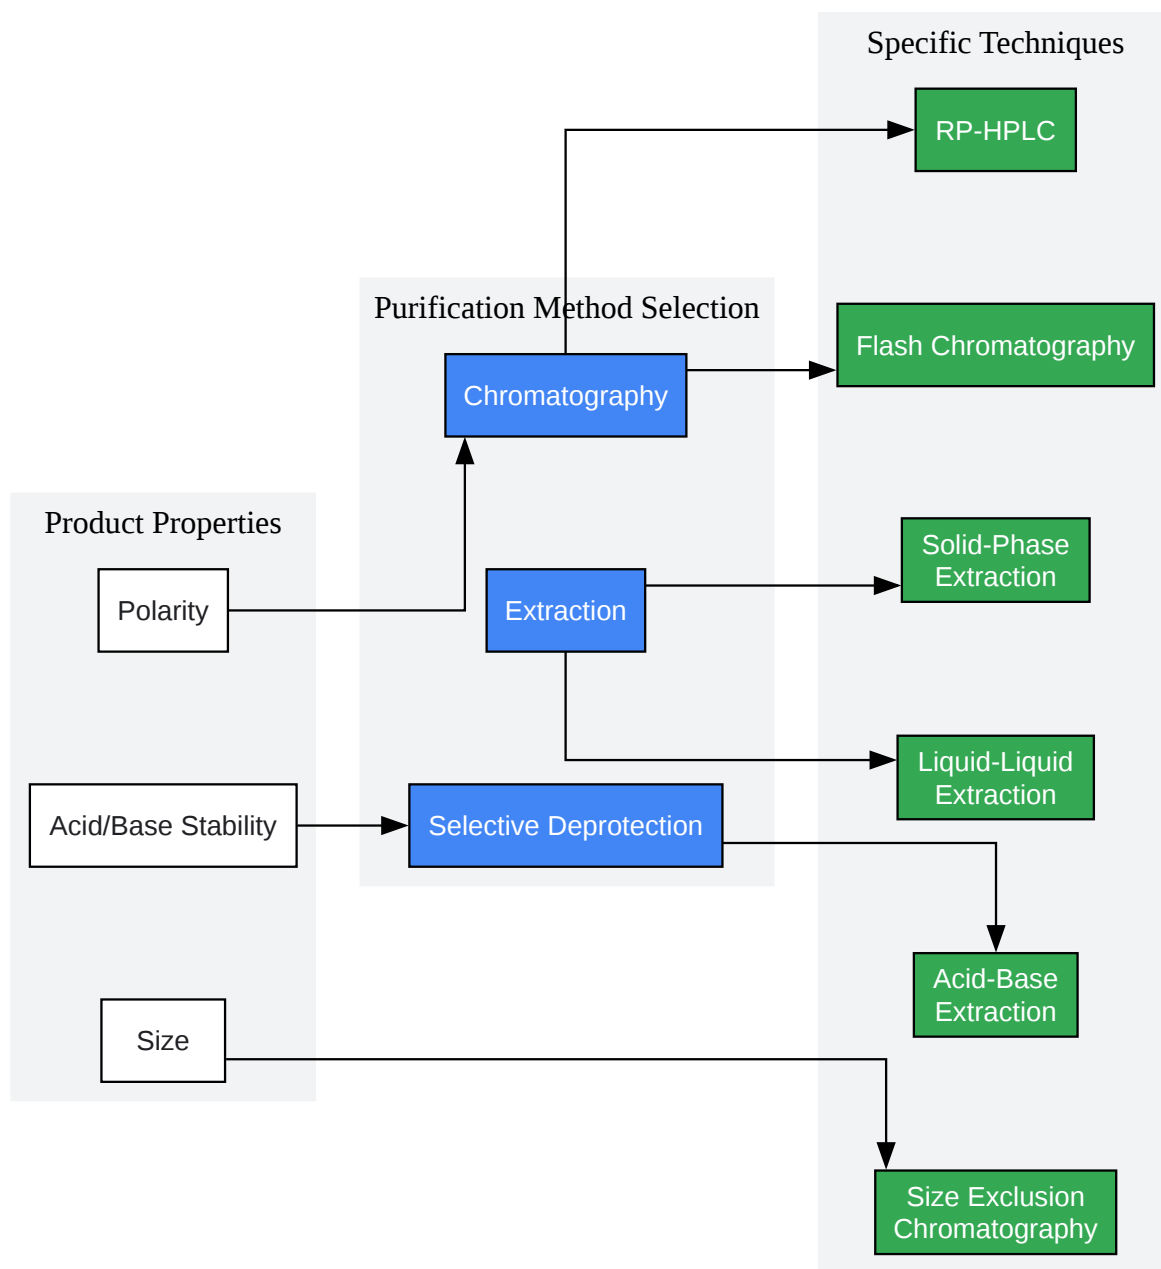 Specific Techniques
RP-HPLC
Purification Method Selection
Flash Chromatography
Chromatography
Product Properties
Solid-Phase
Extraction
Polarity
Extraction
Liquid-Liquid
Extraction
Acid/Base Stability
Selective Deprotection
Acid-Base
Extraction
Size
Size Exclusion
Chromatography